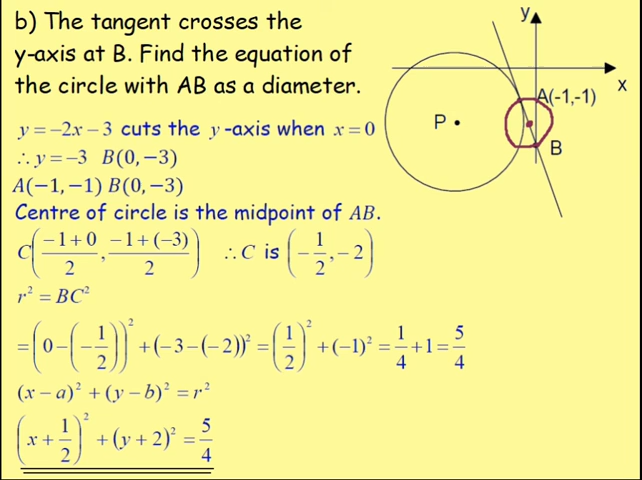 b) The tangent crosses the
y-axis at B. Find the equation of
the circle with AB as a diameter.
y = −2x − 3 cuts the y-axis when x = 0
∴ y = −3 B(0, −3)
A(−1, −1) B(0, −3)
Centre of circle is the midpoint of AB.
C((−1+0)/2, (−1+(−3))/2) ∴ C is (−1/2, −2)
r² = BC²
= (0−(−1/2))² + (−3−(−2))² = (1/2)² + (−1)² = 1/4 + 1 = 5/4
(x − a)² + (y − b)² = r²
(x + 1/2)² + (y + 2)² = 5/4
y
x
A(-1,-1)
P
B